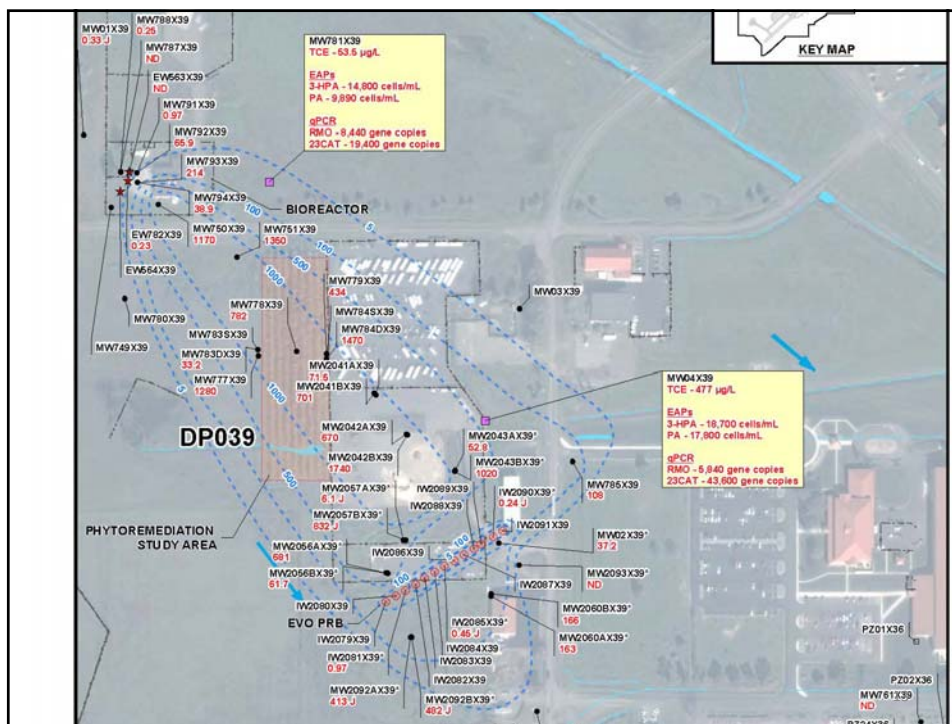 MW788X39
0.25
MW01X39
0.33 J
MW787X39
ND
EW563X39
ND
MW791X39
0.97
MW792X39
65.9
MW793X39
214
MW794X39
38.9
MW781X39
TCE - 53.5 µg/L
EAPs
3-HPA - 14,800 cells/mL
PA - 9,890 cells/mL
qPCR
RMO - 8,440 gene copies
23CAT - 19,400 gene copies
KEY MAP
BIOREACTOR
EW782X39
0.23
MW750X39
1170
MW751X39
1350
EW564X39
MW780X39
MW749X39
MW779X39
434
MW784SX39
MW784DX39
1470
MW778X39
782
MW783SX39
MW783DX39
33.2
MW777X39
1280
MW2041AX39
71.5
MW2041BX39
701
MW03X39
5
100
100
500
1000
5
1000
500
DP039
MW04X39
TCE - 477 µg/L
EAPs
3-HPA - 18,700 cells/mL
PA - 17,800 cells/mL
qPCR
RMO - 5,840 gene copies
23CAT - 43,600 gene copies
MW2042AX39
670
MW2042BX39
1740
MW2057AX39*
5.1 J
MW2057BX39*
832 J
MW2043AX39*
52.8
MW2043BX39*
1020
IW2089X39
IW2088X39
IW2090X39*
0.24 J
IW2091X39
MW785X39
108
PHYTOREMEDIATION
STUDY AREA
MW2056AX39*
681
MW2056BX39*
61.7
IW2086X39
100
5
100
MW02X39*
37.2
MW2093X39*
ND
IW2087X39
IW2080X39
EVO PRB
IW2079X39
IW2081X39*
0.97
MW2092AX39*
413 J
IW2085X39*
0.45 J
IW2084X39
IW2083X39
IW2082X39
MW2092BX39*
482 J
MW2060BX39*
166
MW2060AX39*
163
PZ01X36
PZ02X36
MW761X39
ND